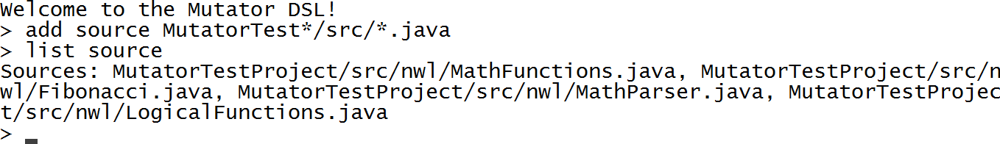 Welcome to the Mutator DSL!
> add source MutatorTest*/src/*.java
> list source
Sources: MutatorTestProject/src/nwl/MathFunctions.java, MutatorTestProject/src/n
wl/Fibonacci.java, MutatorTestProject/src/nwl/MathParser.java, MutatorTestProjec
t/src/nwl/LogicalFunctions.java
>